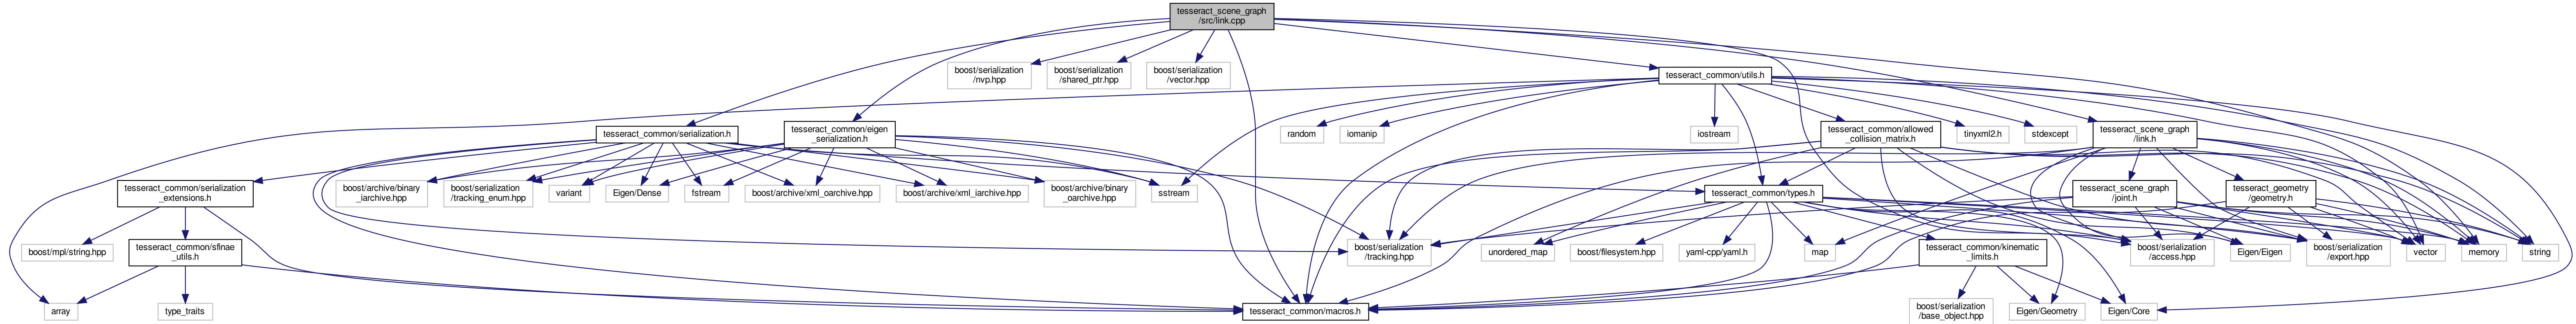 tesseract_scene_graph
/src/link.cpp
boost/serialization
/nvp.hpp
boost/serialization
/shared_ptr.hpp
boost/serialization
/vector.hpp
tesseract_common/utils.h
tesseract_common/serialization.h
tesseract_common/eigen
_serialization.h
random
iomanip
iostream
tesseract_common/allowed
_collision_matrix.h
tinyxml2.h
stdexcept
tesseract_scene_graph
/link.h
tesseract_common/serialization
_extensions.h
boost/archive/binary
_iarchive.hpp
boost/serialization
/tracking_enum.hpp
variant
Eigen/Dense
fstream
boost/archive/xml_oarchive.hpp
boost/archive/xml_iarchive.hpp
boost/archive/binary
_oarchive.hpp
sstream
tesseract_common/types.h
tesseract_scene_graph
/joint.h
tesseract_geometry
/geometry.h
boost/mpl/string.hpp
tesseract_common/sfinae
_utils.h
boost/serialization
/tracking.hpp
unordered_map
boost/filesystem.hpp
yaml-cpp/yaml.h
map
tesseract_common/kinematic
_limits.h
boost/serialization
/access.hpp
Eigen/Eigen
boost/serialization
/export.hpp
vector
memory
string
array
type_traits
tesseract_common/macros.h
boost/serialization
/base_object.hpp
Eigen/Geometry
Eigen/Core